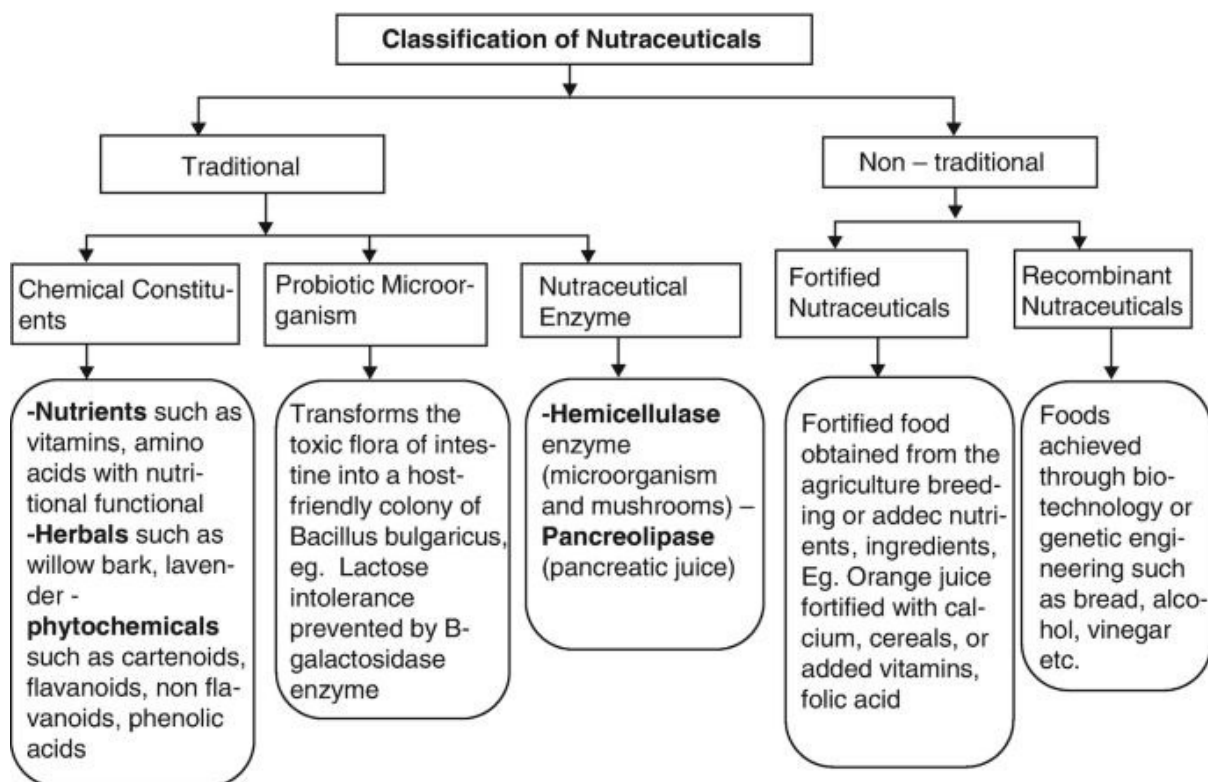 Classification of Nutraceuticals
Traditional
Non – traditional
Chemical Constitu-
ents
Probiotic Microor-
ganism
Nutraceutical
Enzyme
Fortified
Nutraceuticals
Recombinant
Nutraceuticals
-Nutrients such as
vitamins, amino
acids with nutri-
tional functional
-Herbals such as
willow bark, laven-
der -
phytochemicals
such as cartenoids,
flavanoids, non fla-
vanoids, phenolic
acids
Transforms the
toxic flora of intes-
tine into a host-
friendly colony of
Bacillus bulgaricus,
eg. Lactose
intolerance
prevented by B-
galactosidase
enzyme
-Hemicellulase
enzyme
(microorganism
and mushrooms) –
Pancreolipase
(pancreatic juice)
Fortified food
obtained from the
agriculture breed-
ing or addec nutri-
ents, ingredients,
Eg. Orange juice
fortified with cal-
cium, cereals, or
added vitamins,
folic acid
Foods
achieved
through bio-
technology or
genetic engi-
neering such
as bread, alco-
hol, vinegar
etc.